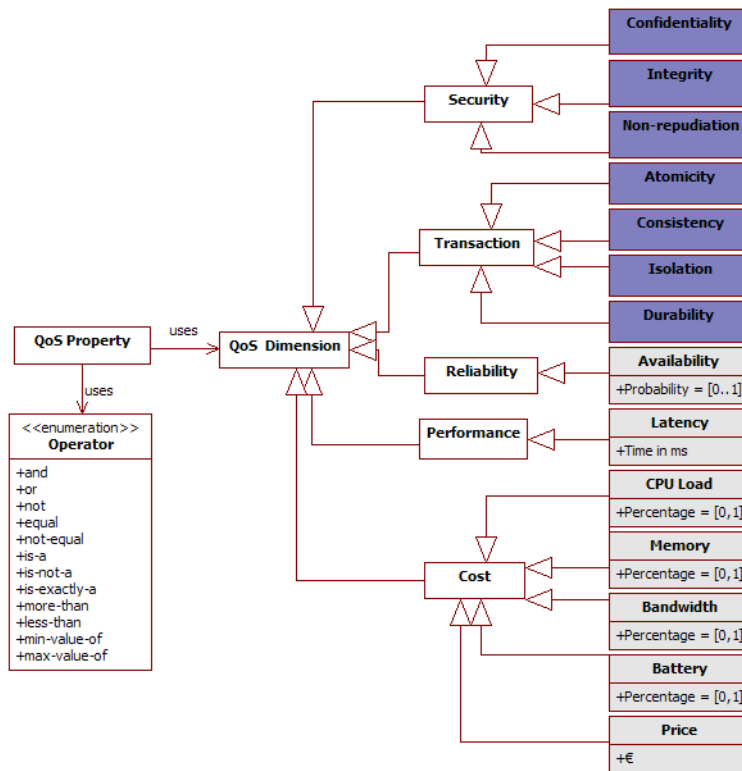 Confidentiality
Integrity
Security
Non-repudiation
Atomicity
Transaction
Consistency
Isolation
Durability
QoS Property
uses
QoS Dimension
Reliability
Availability
+Probability = [0..1]
uses
Performance
Latency
+Time in ms
<<enumeration>>
Operator
+and
+or
+not
+equal
+not-equal
+is-a
+is-not-a
+is-exactly-a
+more-than
+less-than
+min-value-of
+max-value-of
CPU Load
+Percentage = [0,1]
Cost
Memory
+Percentage = [0,1]
Bandwidth
+Percentage = [0,1]
Battery
+Percentage = [0,1]
Price
+€